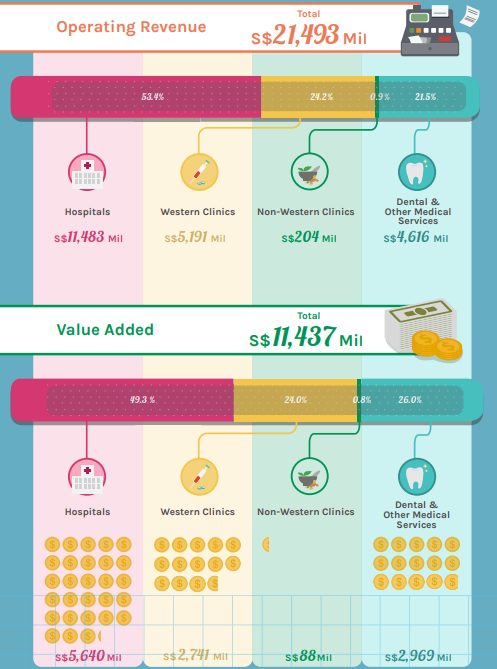 Operating Revenue
Total
S$21,493 Mil
53.4%
24.2%
0.9%
21.5%
Hospitals
Western Clinics
Non-Western Clinics
Dental &
Other Medical
Services
S$11,483 Mil
S$5,191 Mil
S$204 Mil
S$4,616 Mil
Value Added
Total
S$11,437 Mil
49.3%
24.0%
0.8%
26.0%
Hospitals
Western Clinics
Non-Western Clinics
Dental &
Other Medical
Services
S$5,640 Mil
S$2,741 Mil
S$88 Mil
S$2,969 Mil